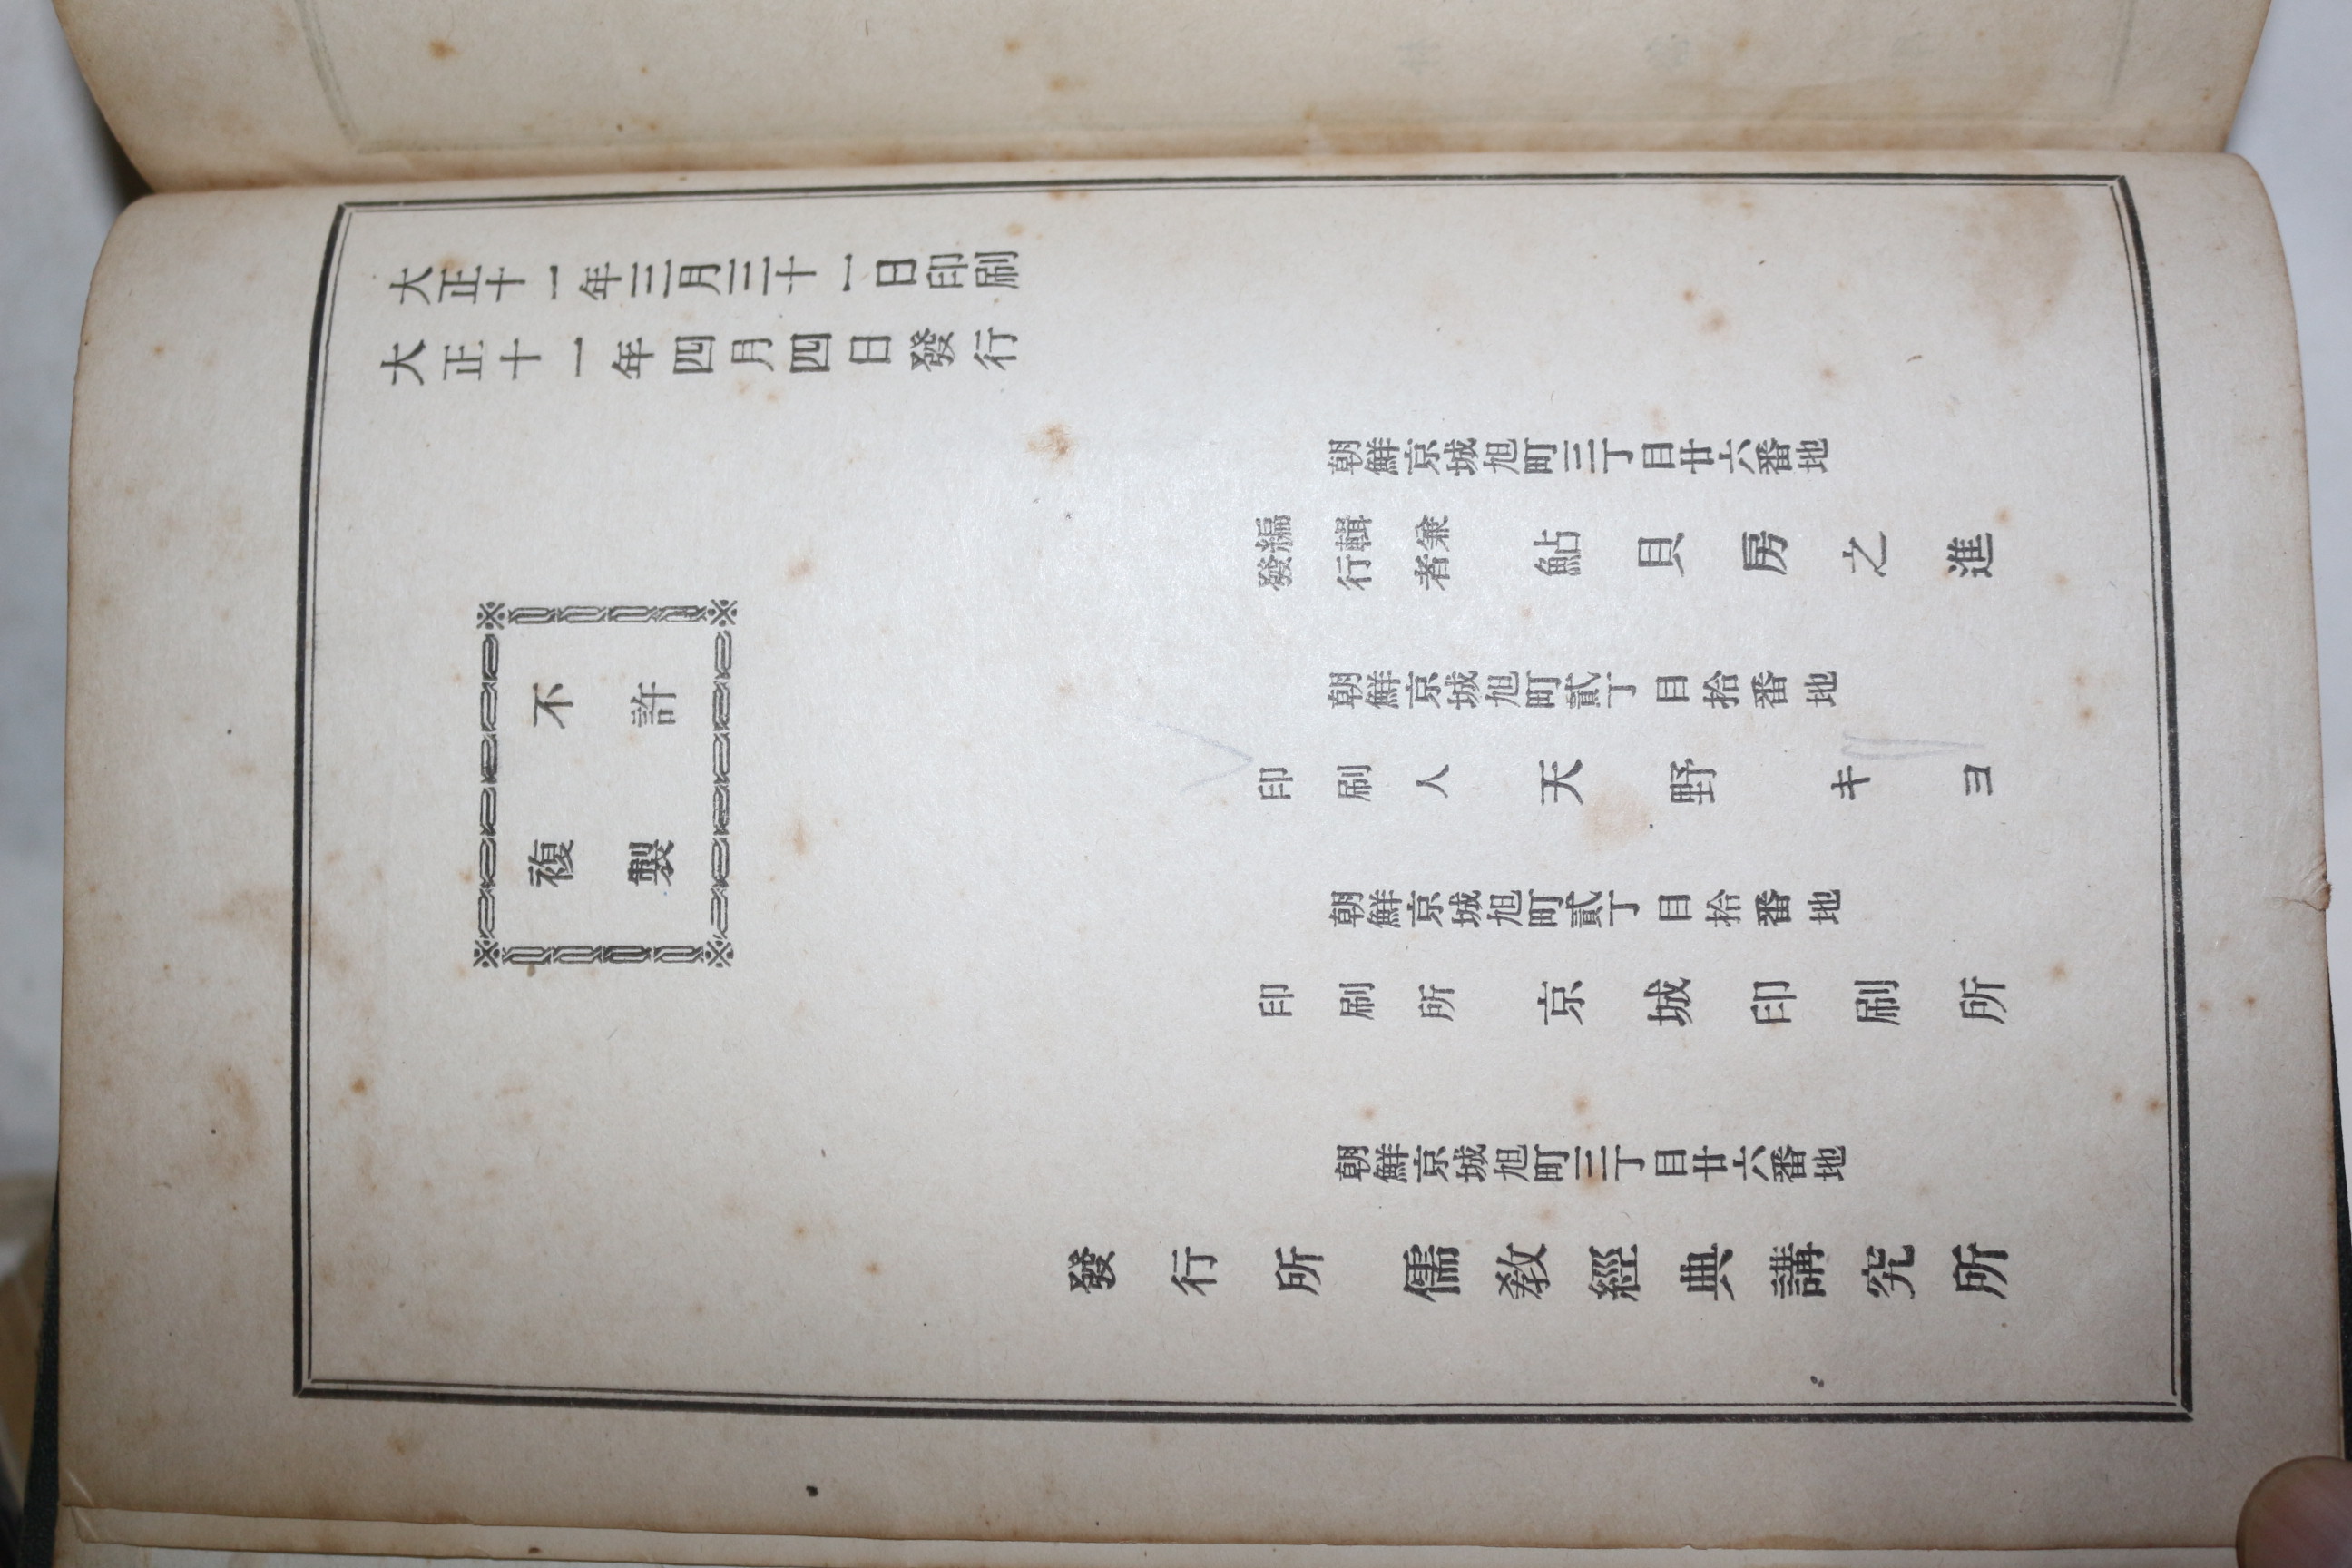 大正十一年三月三十一日印刷
大正十一年四月四日發行
不許
複製
朝鮮京城旭町三丁目廿六番地
編輯兼
發行者
鮎貝房之進
朝鮮京城旭町貳丁目拾番地
印刷人 天野キヨ
朝鮮京城旭町貳丁目拾番地
印刷所 京城印刷所
朝鮮京城旭町三丁目廿六番地
發行所 儒教經典講究所